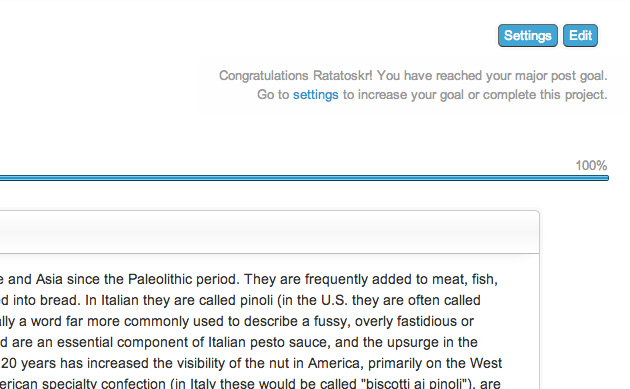 Settings Edit
Congratulations Ratatoskr! You have reached your major post goal.
Go to settings to increase your goal or complete this project.
100%
and Asia since the Paleolithic period. They are frequently added to meat, fish,
into bread. In Italian they are called pinoli (in the U.S. they are often called
a word far more commonly used to describe a fussy, overly fastidious or
are an essential component of Italian pesto sauce, and the upsurge in the
20 years has increased the visibility of the nut in America, primarily on the West
specialty confection (in Italy these would be called "biscotti ai pinoli"), are